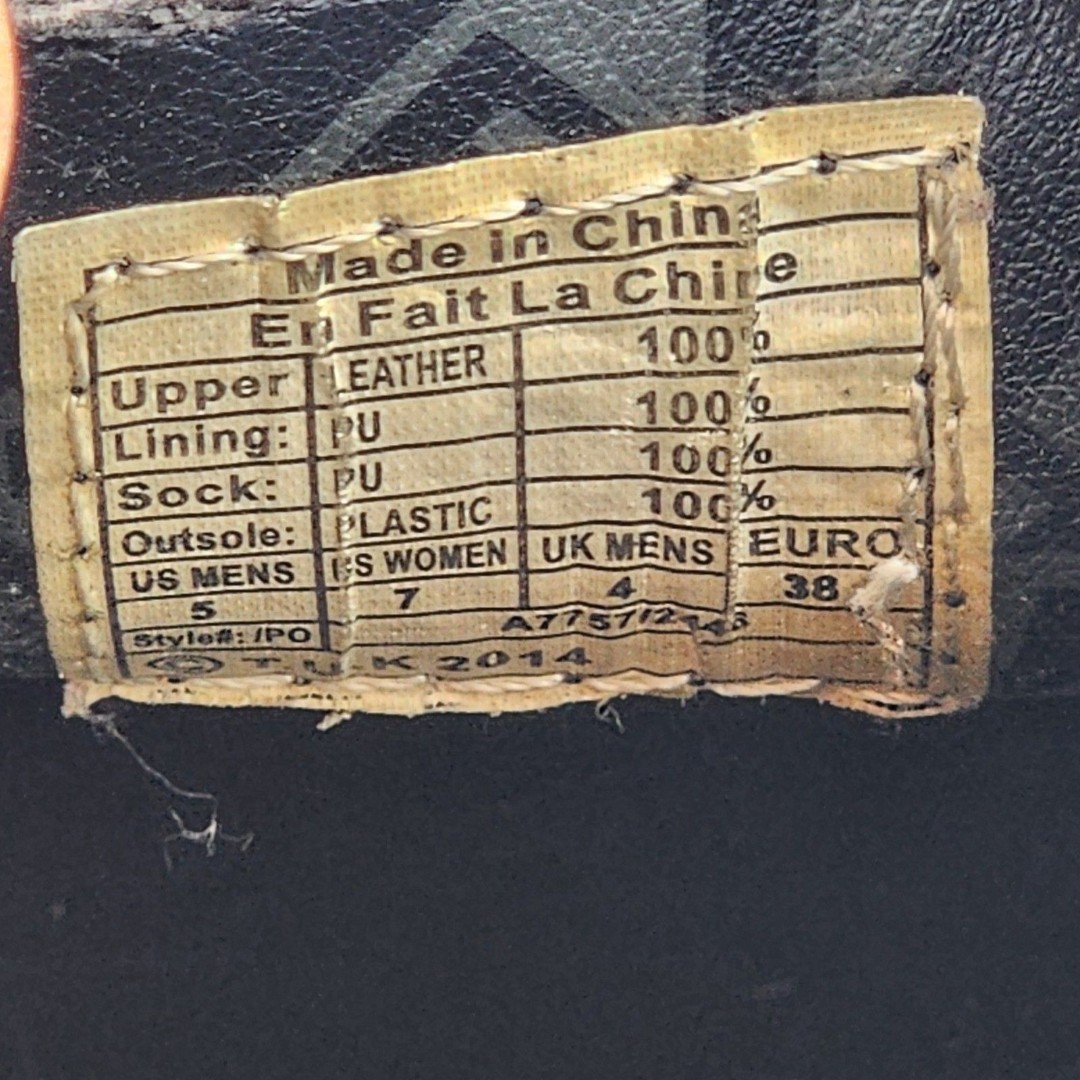 Made in China
En Fait La Chine
Upper LEATHER 100%
Lining: PU 100%
Sock: PU 100%
Outsole: PLASTIC 100%
US MENS US WOMEN UK MENS EURO
5 7 4 38
Style#: /PO
© T.U.K 2014